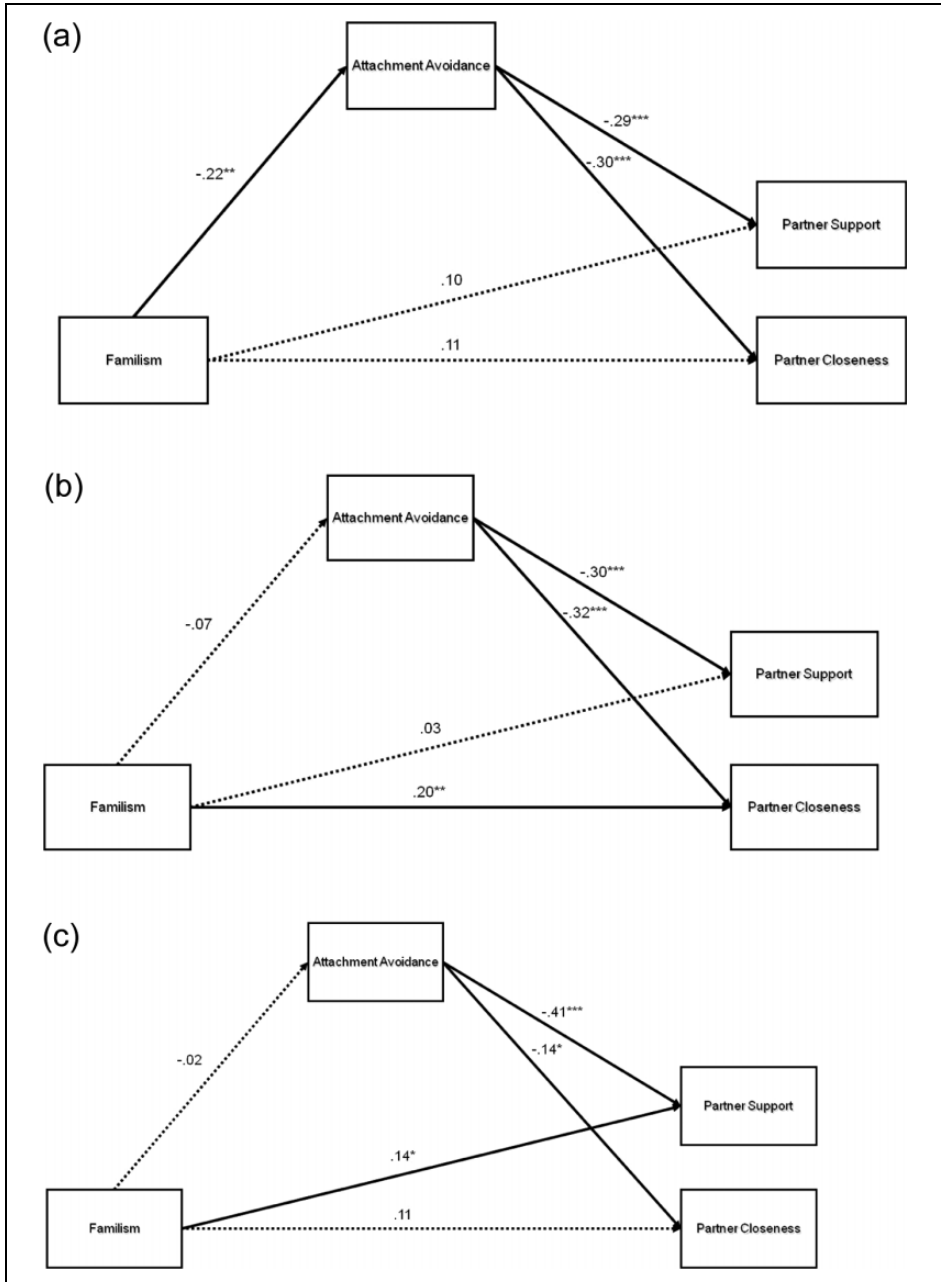 (a)
Attachment Avoidance
-.29***
-.30***
-.22**
Partner Support
.10
Familism
.11
Partner Closeness
(b)
Attachment Avoidance
-.30***
-.32***
-.07
Partner Support
.03
Familism
.20**
Partner Closeness
(c)
Attachment Avoidance
-.41***
-.14*
-.02
Partner Support
.14*
Familism
.11
Partner Closeness